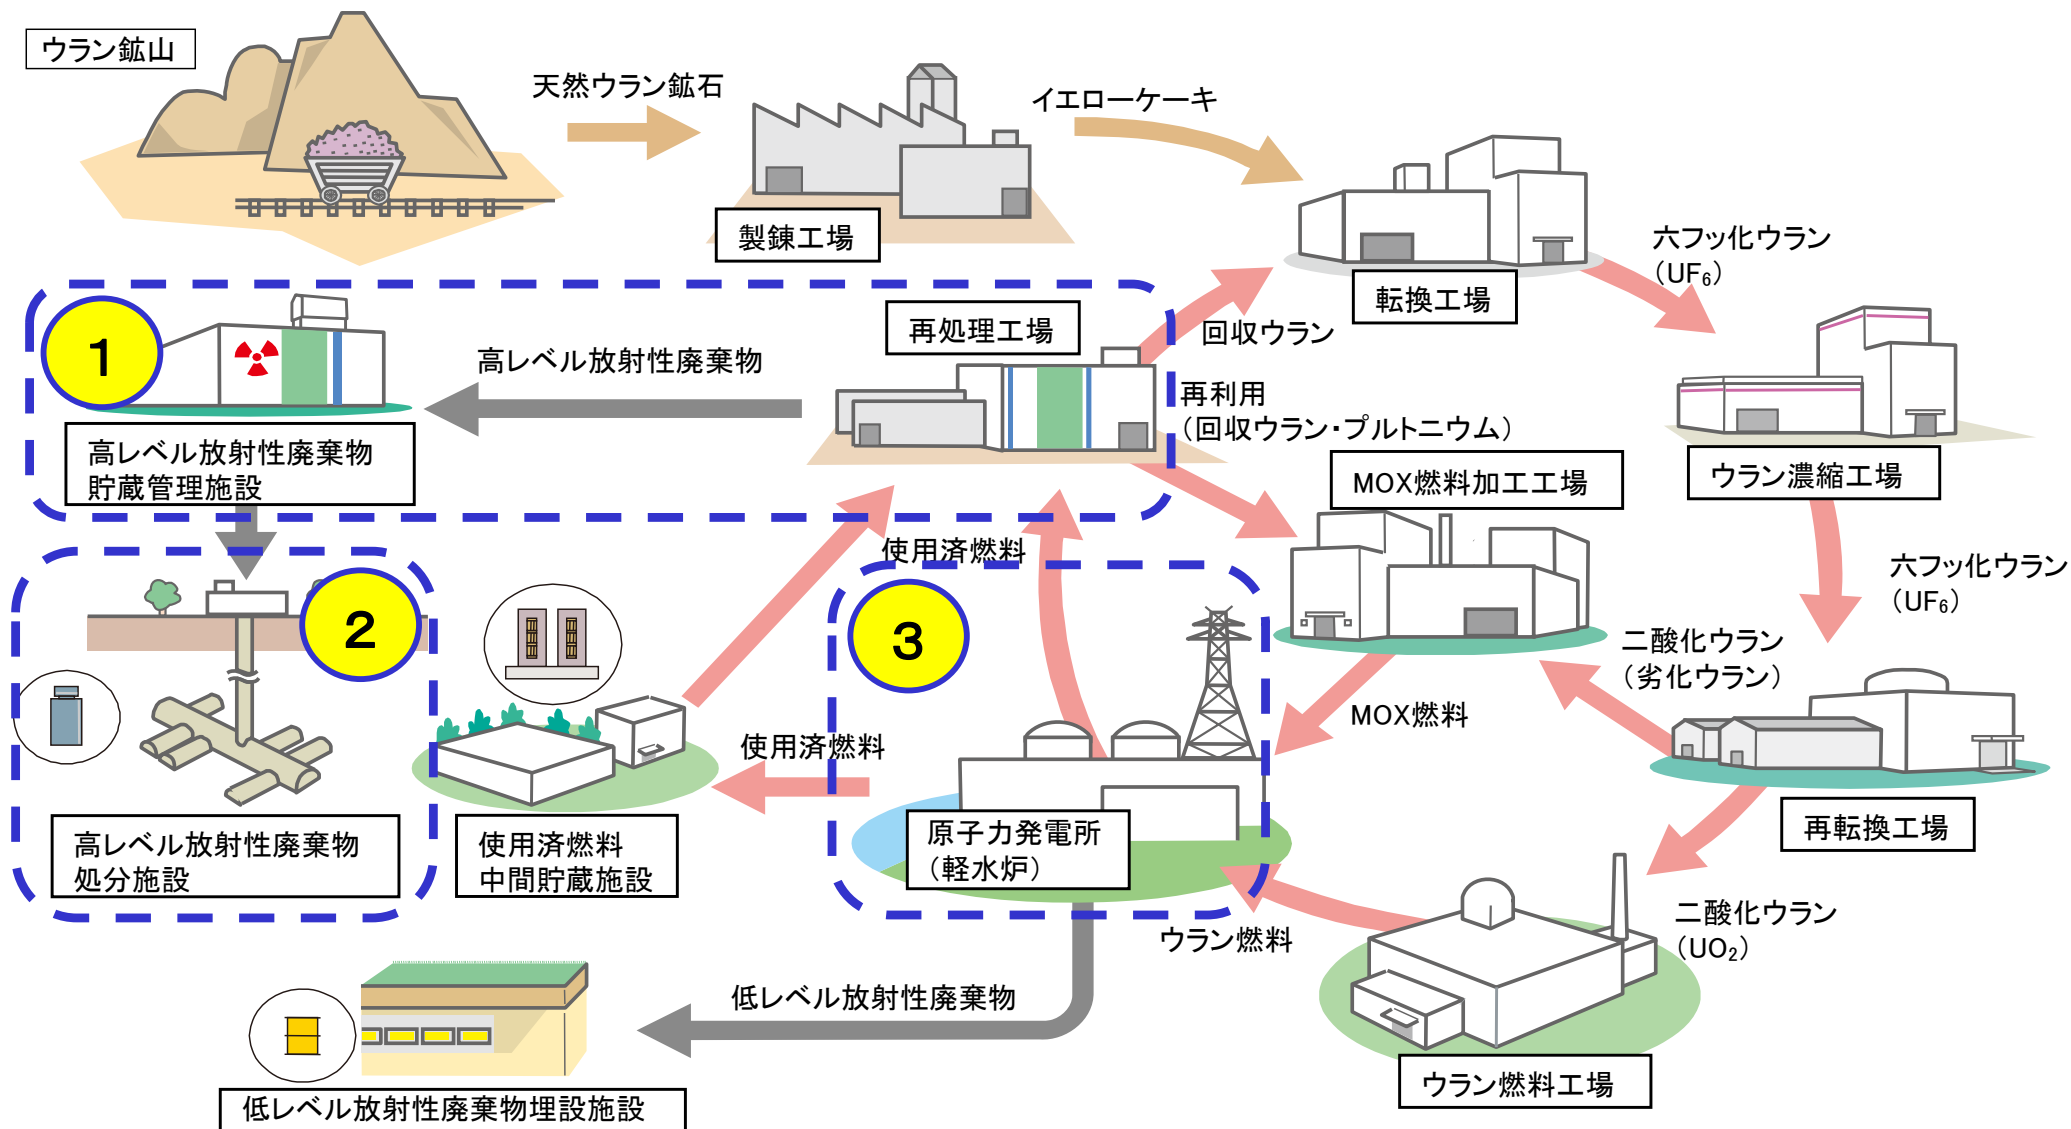 ウラン鉱山
天然ウラン鉱石
イエローケーキ
製錬工場
転換工場
六フッ化ウラン
（UF₆）
1
再処理工場
回収ウラン
高レベル放射性廃棄物
再利用
（回収ウラン・プルトニウム）
高レベル放射性廃棄物
貯蔵管理施設
MOX燃料加工工場
ウラン濃縮工場
使用済燃料
六フッ化ウラン
（UF₆）
2
3
二酸化ウラン
（劣化ウラン）
MOX燃料
使用済燃料
高レベル放射性廃棄物
処分施設
使用済燃料
中間貯蔵施設
原子力発電所
（軽水炉）
再転換工場
ウラン燃料
二酸化ウラン
（UO₂）
低レベル放射性廃棄物
ウラン燃料工場
低レベル放射性廃棄物埋設施設